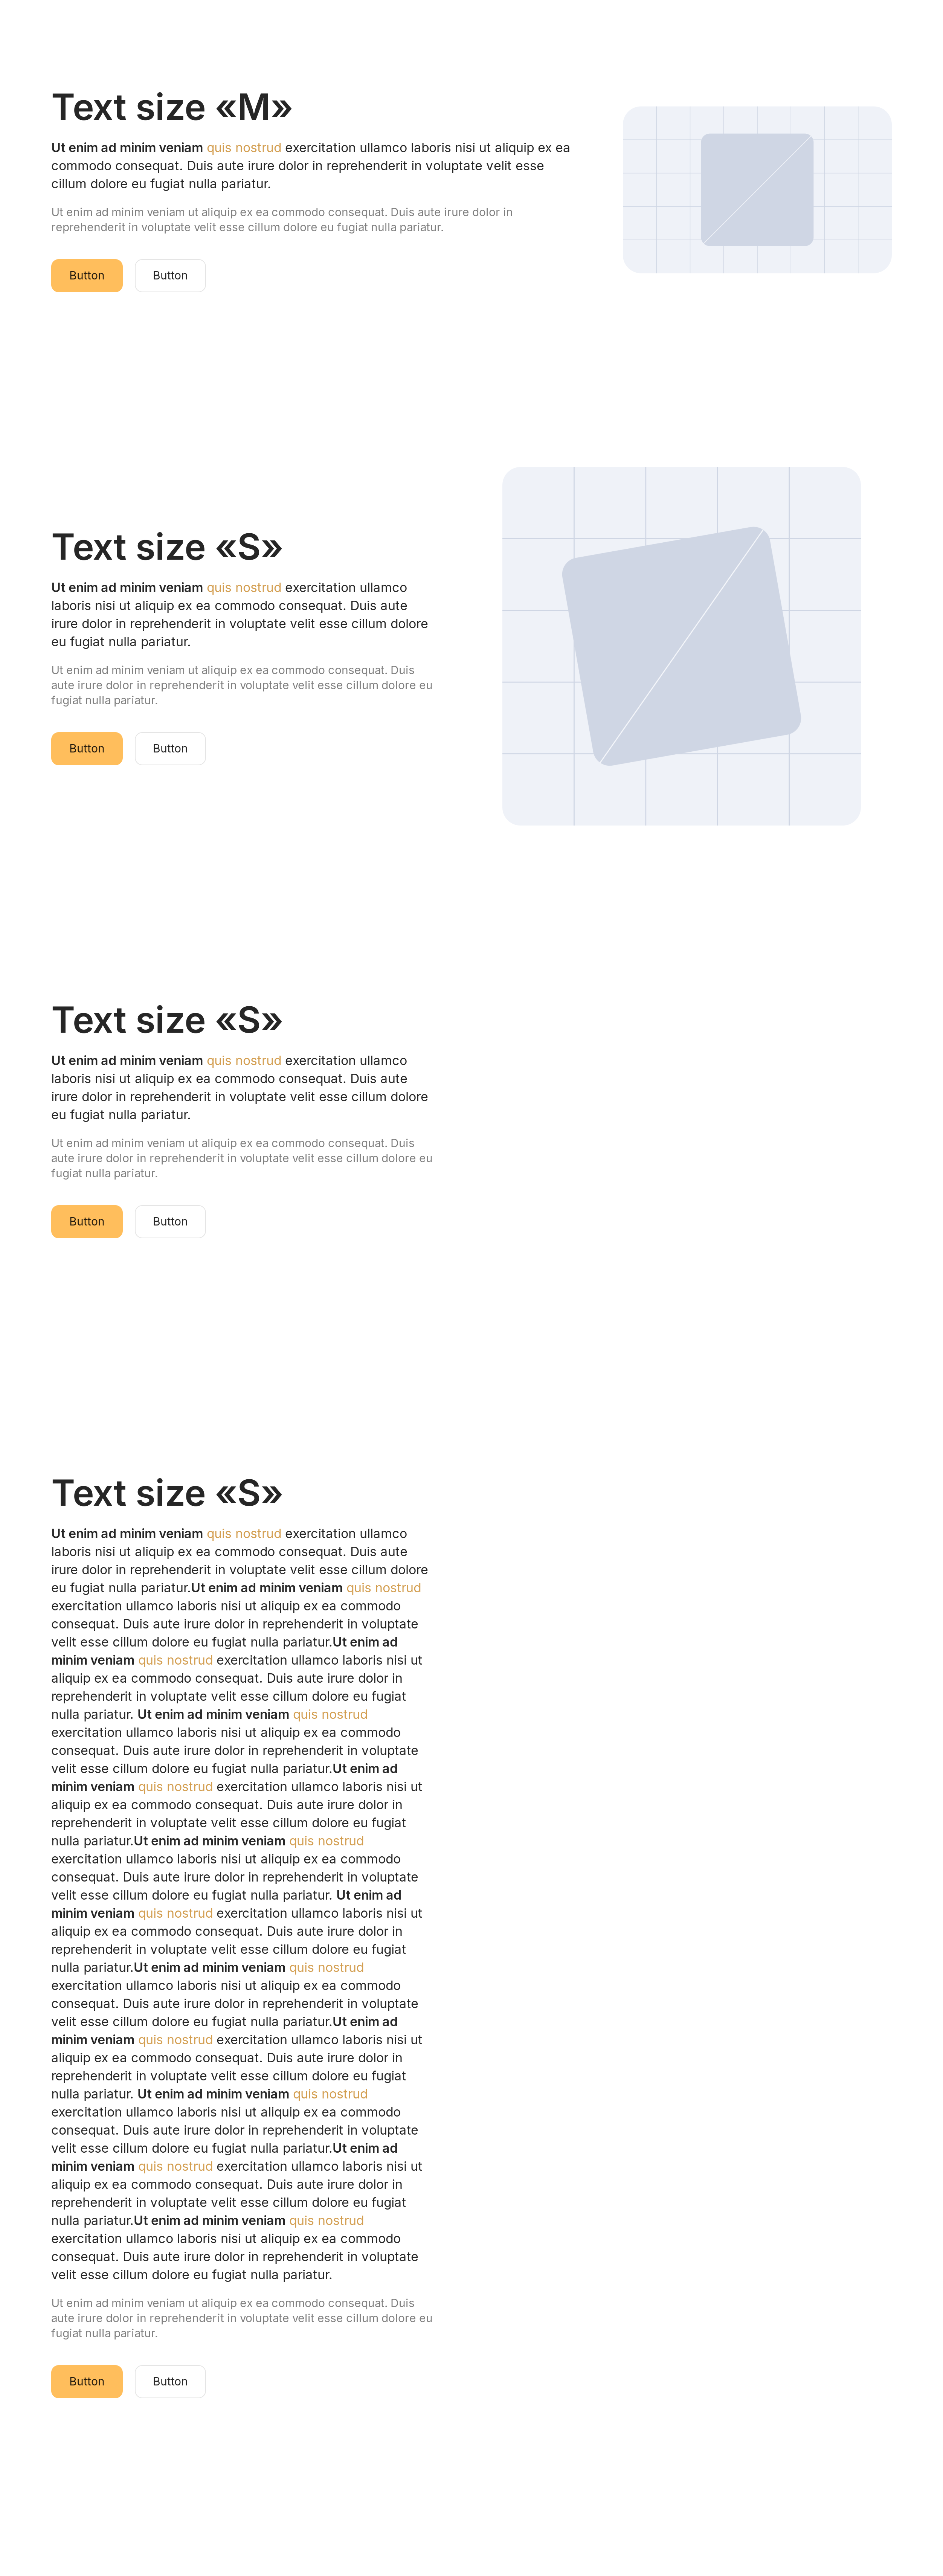 Text size «M»
Ut enim ad minim veniam quis nostrud exercitation ullamco laboris nisi ut aliquip ex ea
commodo consequat. Duis aute irure dolor in reprehenderit in voluptate velit esse
cillum dolore eu fugiat nulla pariatur.
Ut enim ad minim veniam ut aliquip ex ea commodo consequat. Duis aute irure dolor in
reprehenderit in voluptate velit esse cillum dolore eu fugiat nulla pariatur.
Button Button
Text size «S»
Ut enim ad minim veniam quis nostrud exercitation ullamco
laboris nisi ut aliquip ex ea commodo consequat. Duis aute
irure dolor in reprehenderit in voluptate velit esse cillum dolore
eu fugiat nulla pariatur.
Ut enim ad minim veniam ut aliquip ex ea commodo consequat. Duis
aute irure dolor in reprehenderit in voluptate velit esse cillum dolore eu
fugiat nulla pariatur.
Button Button
Text size «S»
Ut enim ad minim veniam quis nostrud exercitation ullamco
laboris nisi ut aliquip ex ea commodo consequat. Duis aute
irure dolor in reprehenderit in voluptate velit esse cillum dolore
eu fugiat nulla pariatur.
Ut enim ad minim veniam ut aliquip ex ea commodo consequat. Duis
aute irure dolor in reprehenderit in voluptate velit esse cillum dolore eu
fugiat nulla pariatur.
Button Button
Text size «S»
Ut enim ad minim veniam quis nostrud exercitation ullamco
laboris nisi ut aliquip ex ea commodo consequat. Duis aute
irure dolor in reprehenderit in voluptate velit esse cillum dolore
eu fugiat nulla pariatur.Ut enim ad minim veniam quis nostrud
exercitation ullamco laboris nisi ut aliquip ex ea commodo
consequat. Duis aute irure dolor in reprehenderit in voluptate
velit esse cillum dolore eu fugiat nulla pariatur.Ut enim ad
minim veniam quis nostrud exercitation ullamco laboris nisi ut
aliquip ex ea commodo consequat. Duis aute irure dolor in
reprehenderit in voluptate velit esse cillum dolore eu fugiat
nulla pariatur. Ut enim ad minim veniam quis nostrud
exercitation ullamco laboris nisi ut aliquip ex ea commodo
consequat. Duis aute irure dolor in reprehenderit in voluptate
velit esse cillum dolore eu fugiat nulla pariatur.Ut enim ad
minim veniam quis nostrud exercitation ullamco laboris nisi ut
aliquip ex ea commodo consequat. Duis aute irure dolor in
reprehenderit in voluptate velit esse cillum dolore eu fugiat
nulla pariatur.Ut enim ad minim veniam quis nostrud
exercitation ullamco laboris nisi ut aliquip ex ea commodo
consequat. Duis aute irure dolor in reprehenderit in voluptate
velit esse cillum dolore eu fugiat nulla pariatur. Ut enim ad
minim veniam quis nostrud exercitation ullamco laboris nisi ut
aliquip ex ea commodo consequat. Duis aute irure dolor in
reprehenderit in voluptate velit esse cillum dolore eu fugiat
nulla pariatur.Ut enim ad minim veniam quis nostrud
exercitation ullamco laboris nisi ut aliquip ex ea commodo
consequat. Duis aute irure dolor in reprehenderit in voluptate
velit esse cillum dolore eu fugiat nulla pariatur.Ut enim ad
minim veniam quis nostrud exercitation ullamco laboris nisi ut
aliquip ex ea commodo consequat. Duis aute irure dolor in
reprehenderit in voluptate velit esse cillum dolore eu fugiat
nulla pariatur. Ut enim ad minim veniam quis nostrud
exercitation ullamco laboris nisi ut aliquip ex ea commodo
consequat. Duis aute irure dolor in reprehenderit in voluptate
velit esse cillum dolore eu fugiat nulla pariatur.Ut enim ad
minim veniam quis nostrud exercitation ullamco laboris nisi ut
aliquip ex ea commodo consequat. Duis aute irure dolor in
reprehenderit in voluptate velit esse cillum dolore eu fugiat
nulla pariatur.Ut enim ad minim veniam quis nostrud
exercitation ullamco laboris nisi ut aliquip ex ea commodo
consequat. Duis aute irure dolor in reprehenderit in voluptate
velit esse cillum dolore eu fugiat nulla pariatur.
Ut enim ad minim veniam ut aliquip ex ea commodo consequat. Duis
aute irure dolor in reprehenderit in voluptate velit esse cillum dolore eu
fugiat nulla pariatur.
Button Button